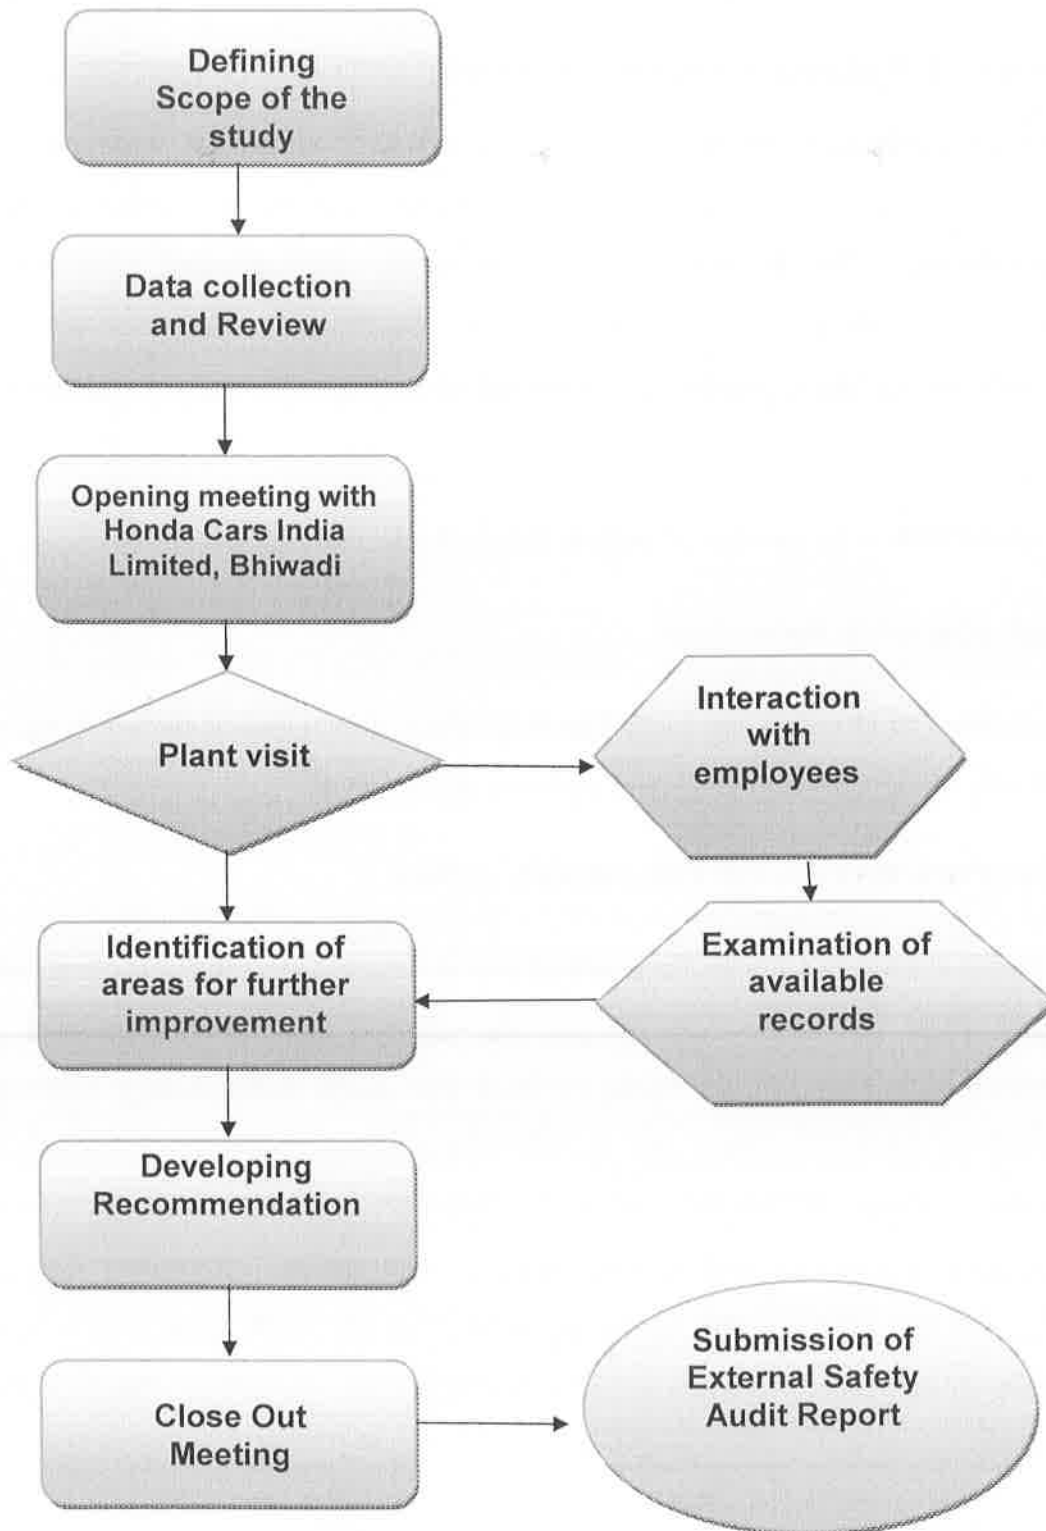 Defining
Scope of the
study
Data collection
and Review
Opening meeting with
Honda Cars India
Limited, Bhiwadi
Plant visit
Interaction
with
employees
Identification of
areas for further
improvement
Examination of
available
records
Developing
Recommendation
Close Out
Meeting
Submission of
External Safety
Audit Report